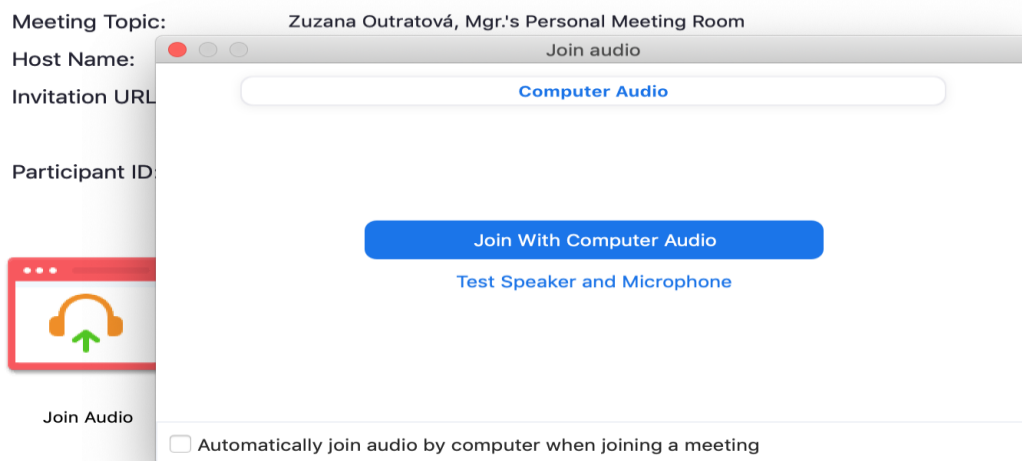 Meeting Topic: Zuzana Outratová, Mgr.'s Personal Meeting Room
Host Name:
Invitation URL
Participant ID:
Join Audio
Join audio
Computer Audio
Join With Computer Audio
Test Speaker and Microphone
Automatically join audio by computer when joining a meeting